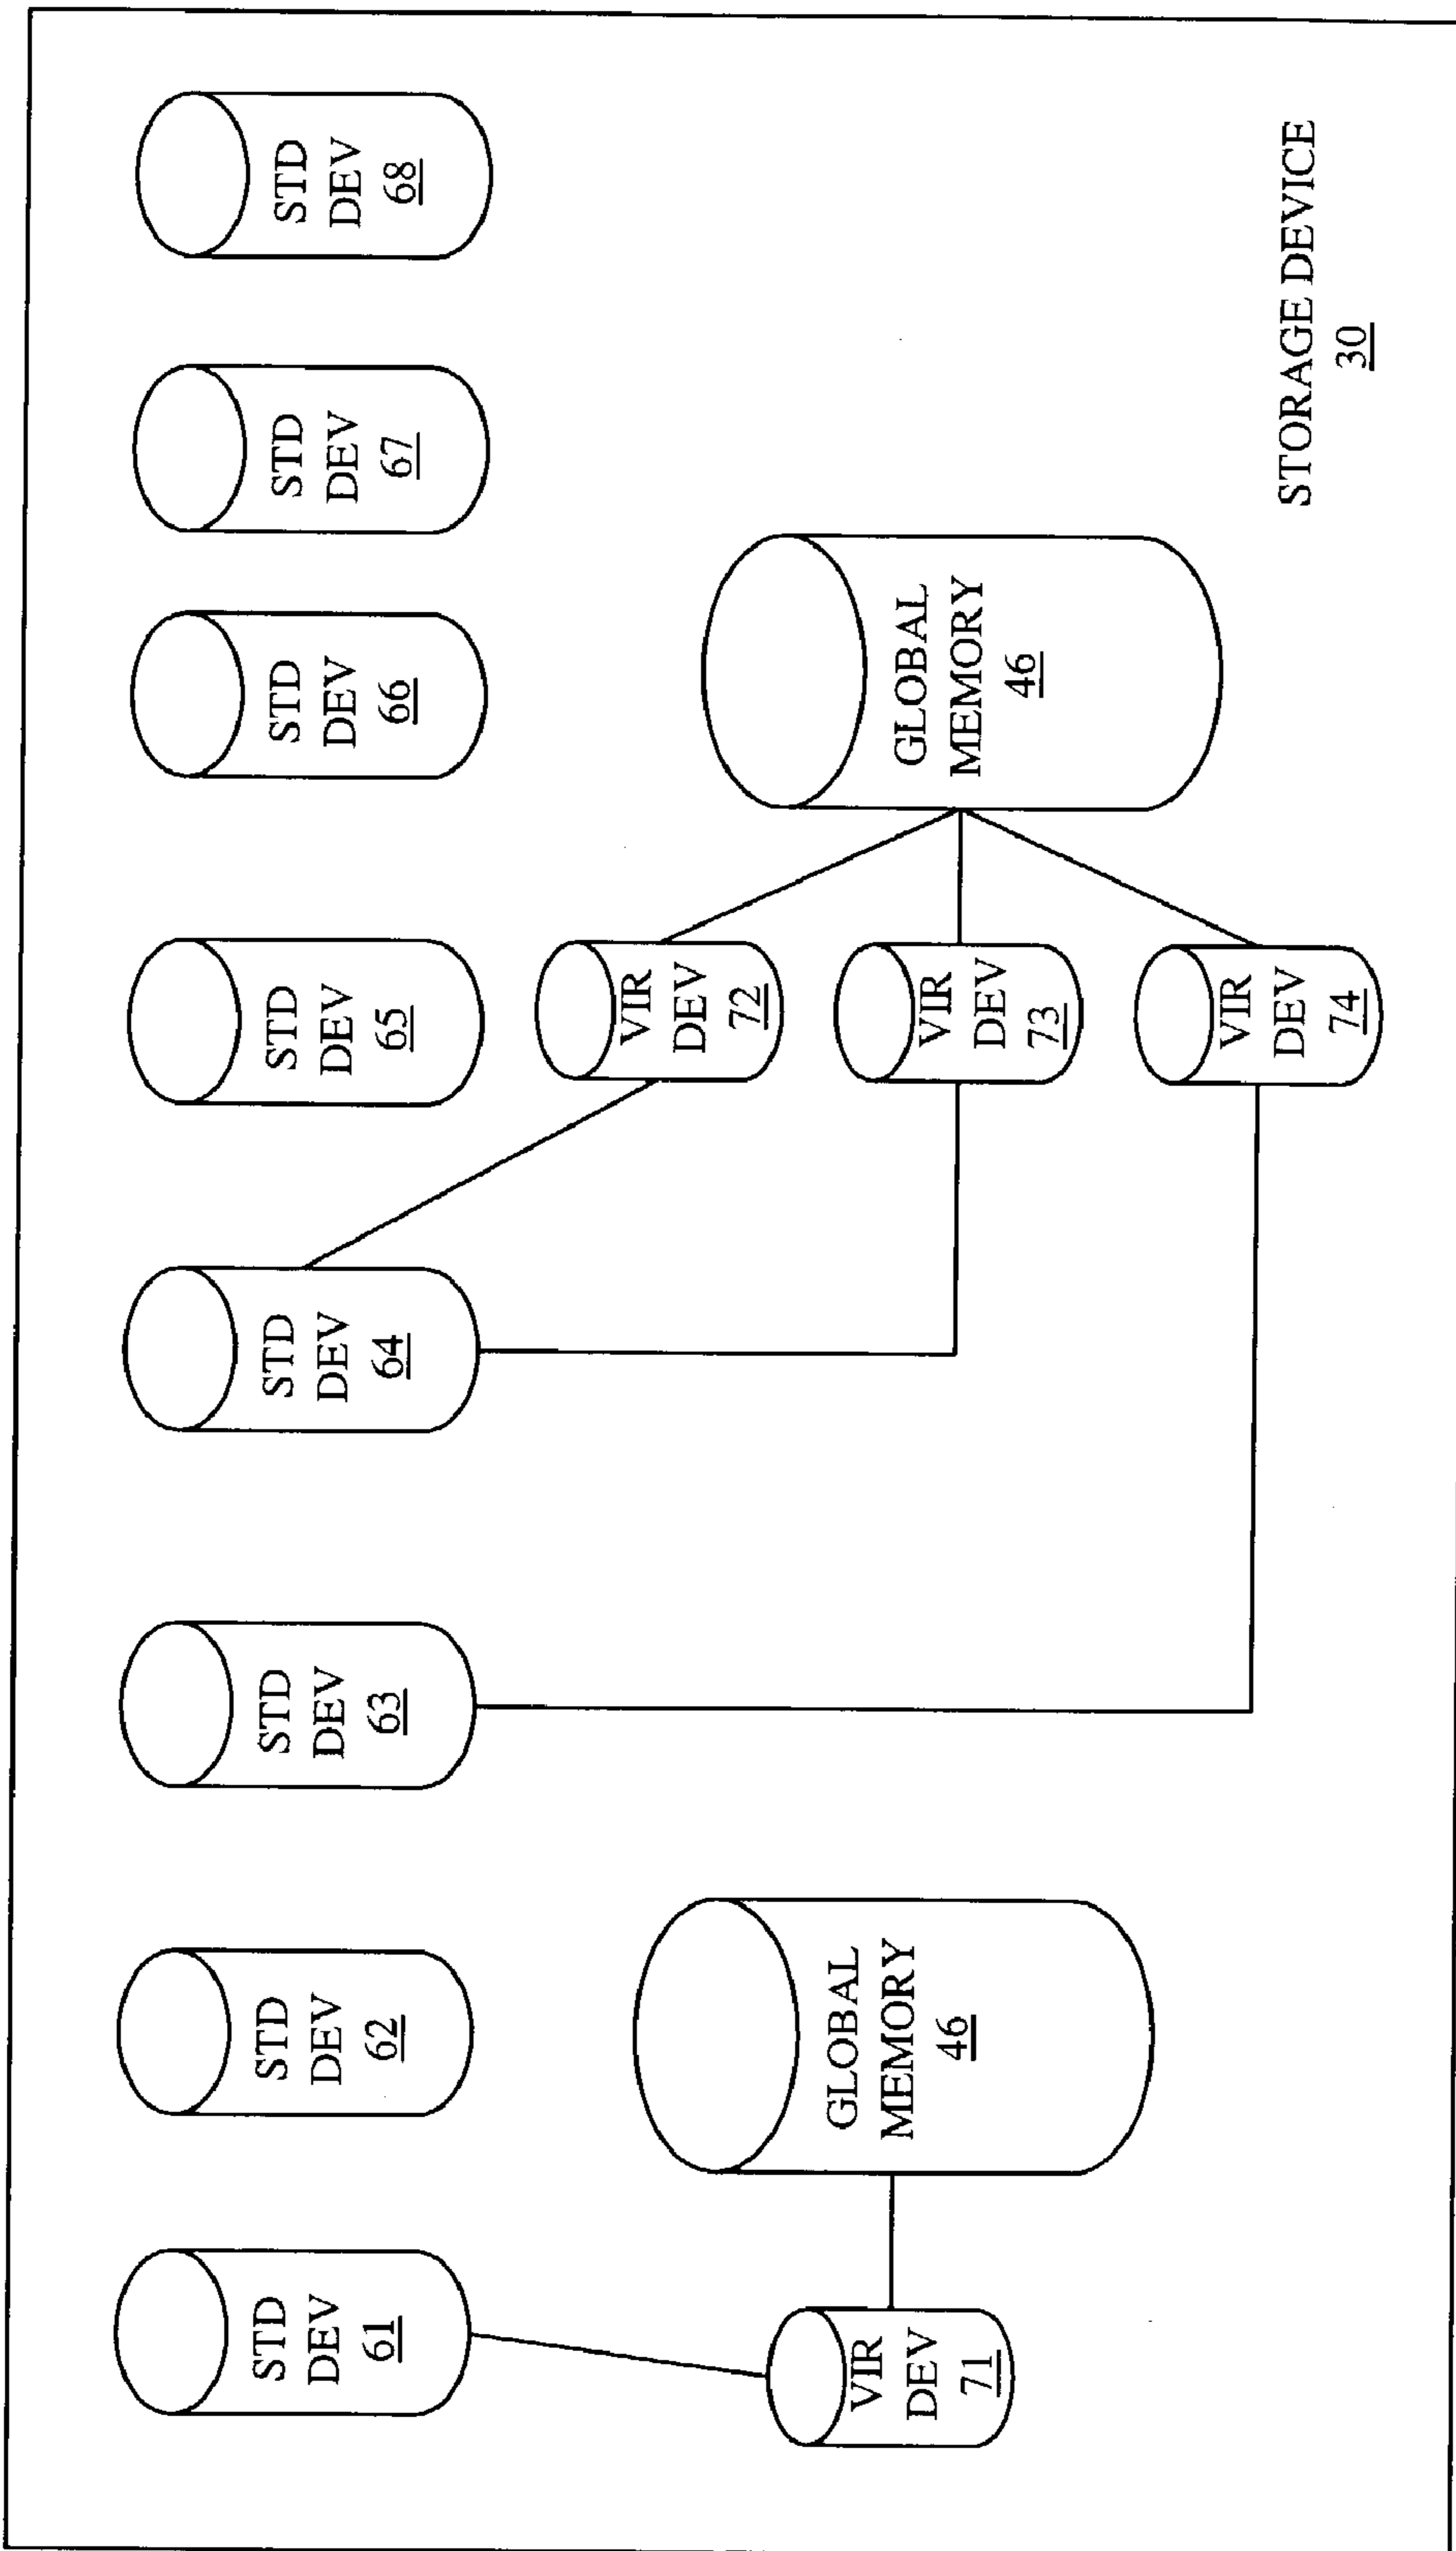 STD
DEV
61
STD
DEV
62
STD
DEV
63
STD
DEV
64
STD
DEV
65
STD
DEV
66
STD
DEV
67
STD
DEV
68
VIR
DEV
71
GLOBAL
MEMORY
46
VIR
DEV
72
VIR
DEV
73
VIR
DEV
74
GLOBAL
MEMORY
46
STORAGE DEVICE
30